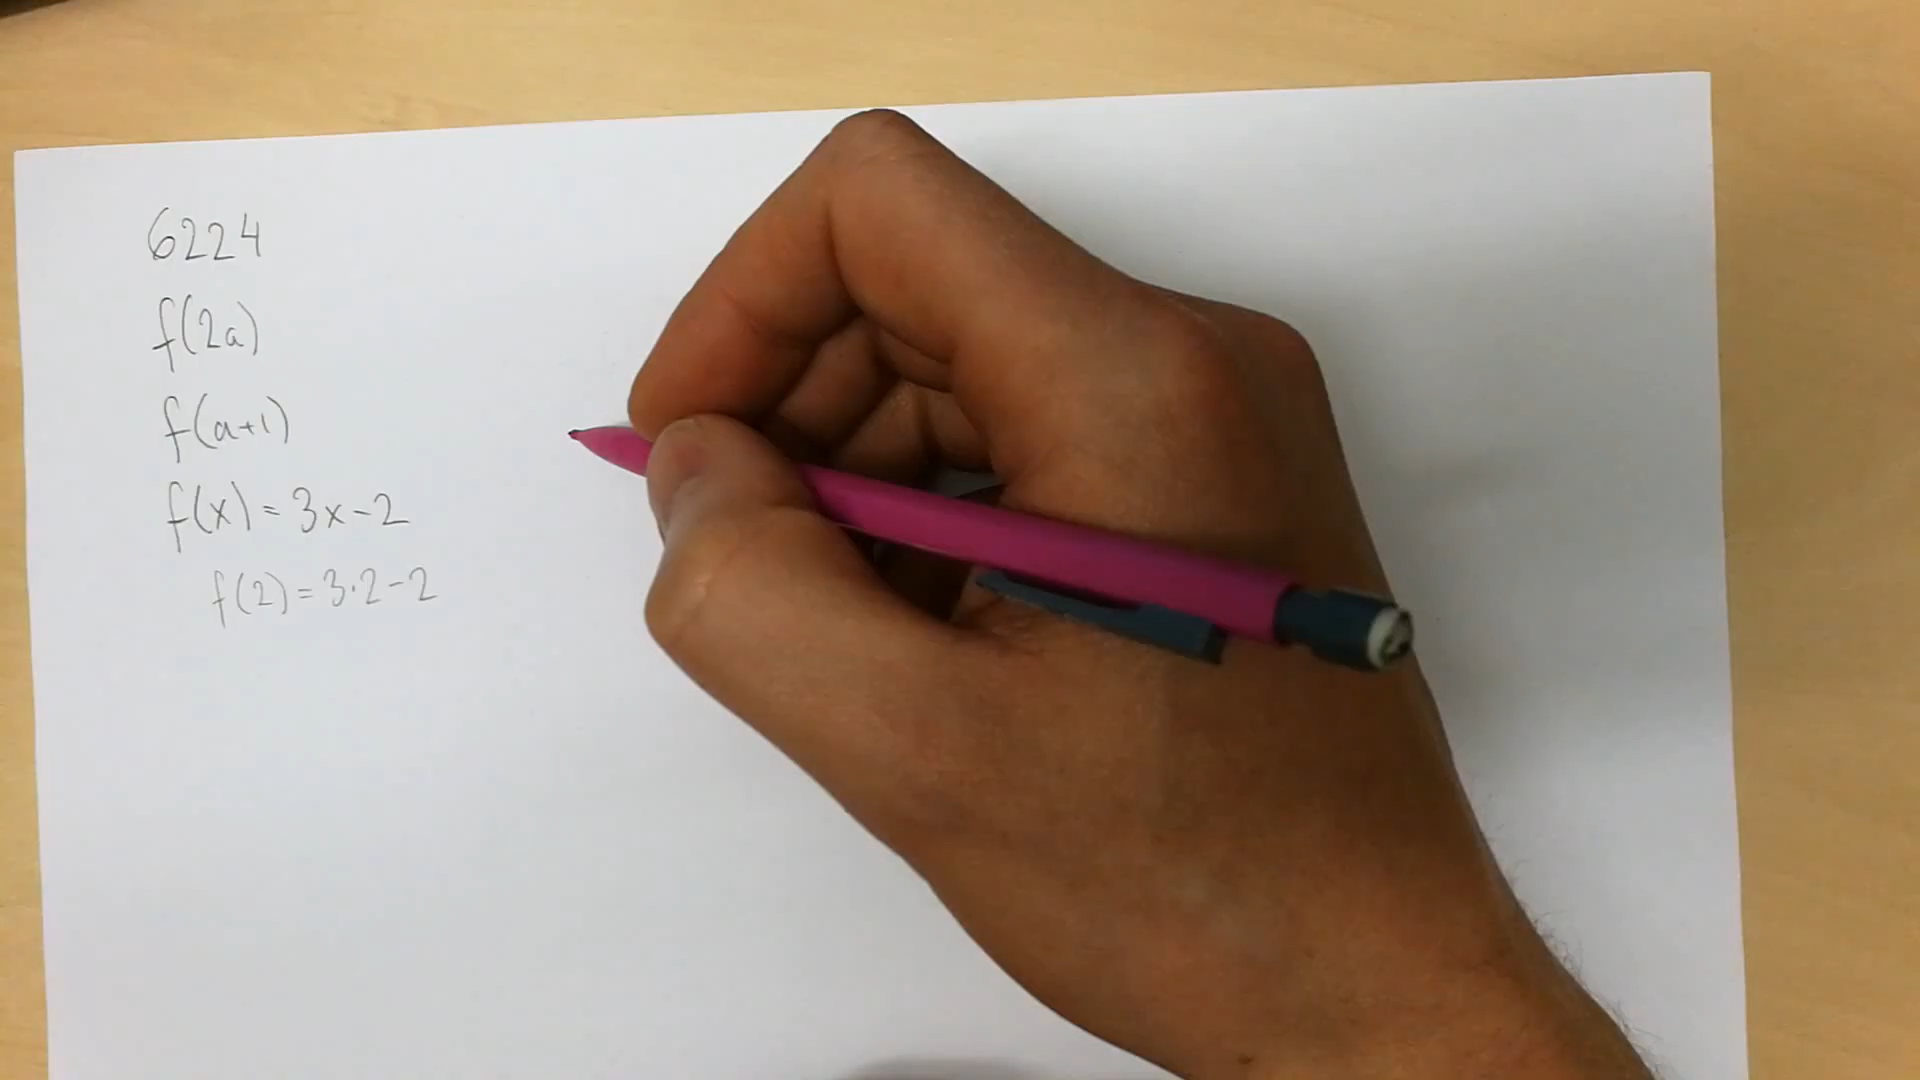 6224
f(2a)
f(a+1)
f(x) = 3x-2
f(2) = 3·2-2